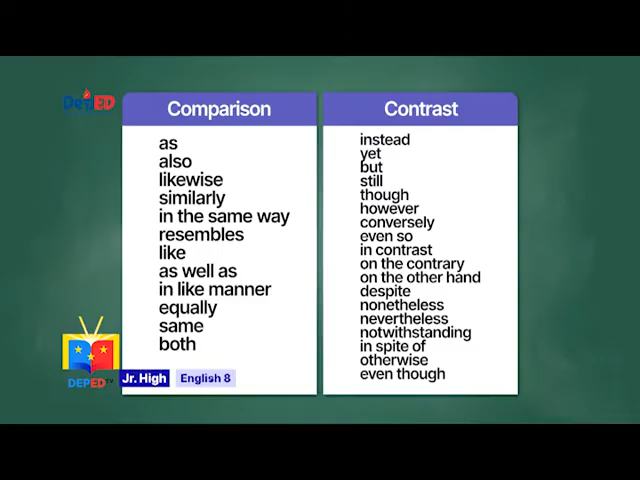 DepED
Comparison
as
also
likewise
similarly
in the same way
resembles
like
as well as
in like manner
equally
same
both
Contrast
instead
yet
but
still
though
however
conversely
even so
in contrast
on the contrary
on the other hand
despite
nonetheless
nevertheless
notwithstanding
in spite of
otherwise
even though
DEPED TV
Jr. High
English 8